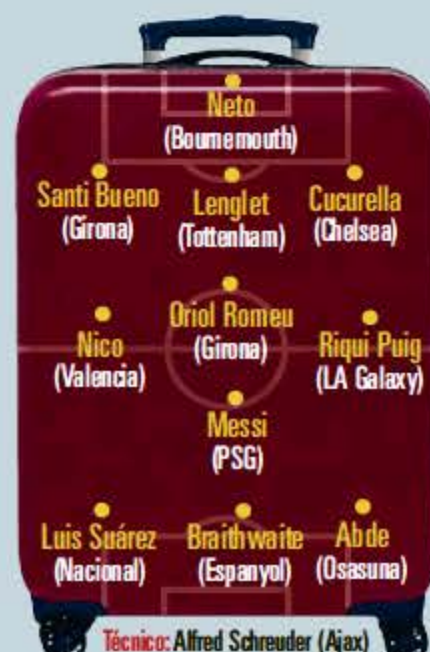 Neto
(Bournemouth)
Santi Bueno
(Girona)
Lenglet
(Tottenham)
Cucurella
(Chelsea)
Oriol Romeu
(Girona)
Nico
(Valencia)
Riqui Puig
(LA Galaxy)
Messi
(PSG)
Luis Suárez
(Nacional)
Braithwaite
(Espanyol)
Abde
(Osasuna)
Técnico: Alfred Schreuder (Ajax)